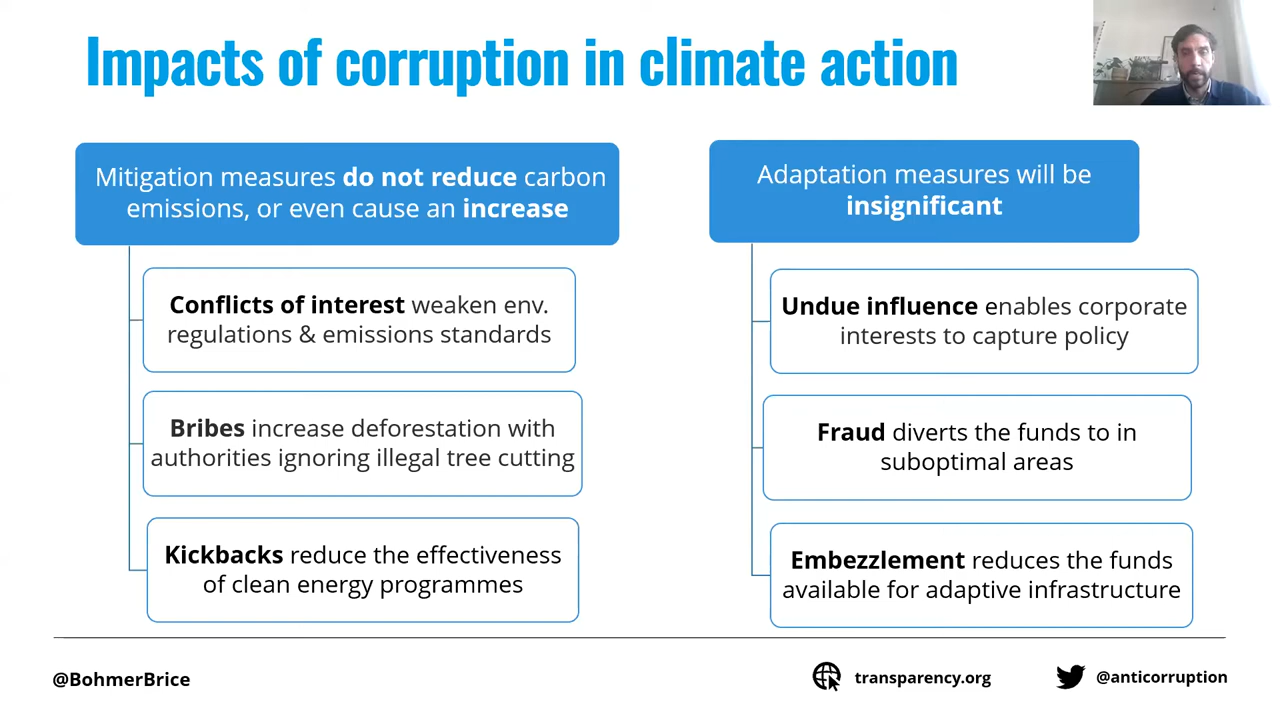 Impacts of corruption in climate action
Mitigation measures do not reduce carbon
emissions, or even cause an increase
Conflicts of interest weaken env.
regulations & emissions standards
Bribes increase deforestation with
authorities ignoring illegal tree cutting
Kickbacks reduce the effectiveness
of clean energy programmes
Adaptation measures will be
insignificant
Undue influence enables corporate
interests to capture policy
Fraud diverts the funds to in
suboptimal areas
Embezzlement reduces the funds
available for adaptive infrastructure
@BohmerBrice
transparency.org
@anticorruption